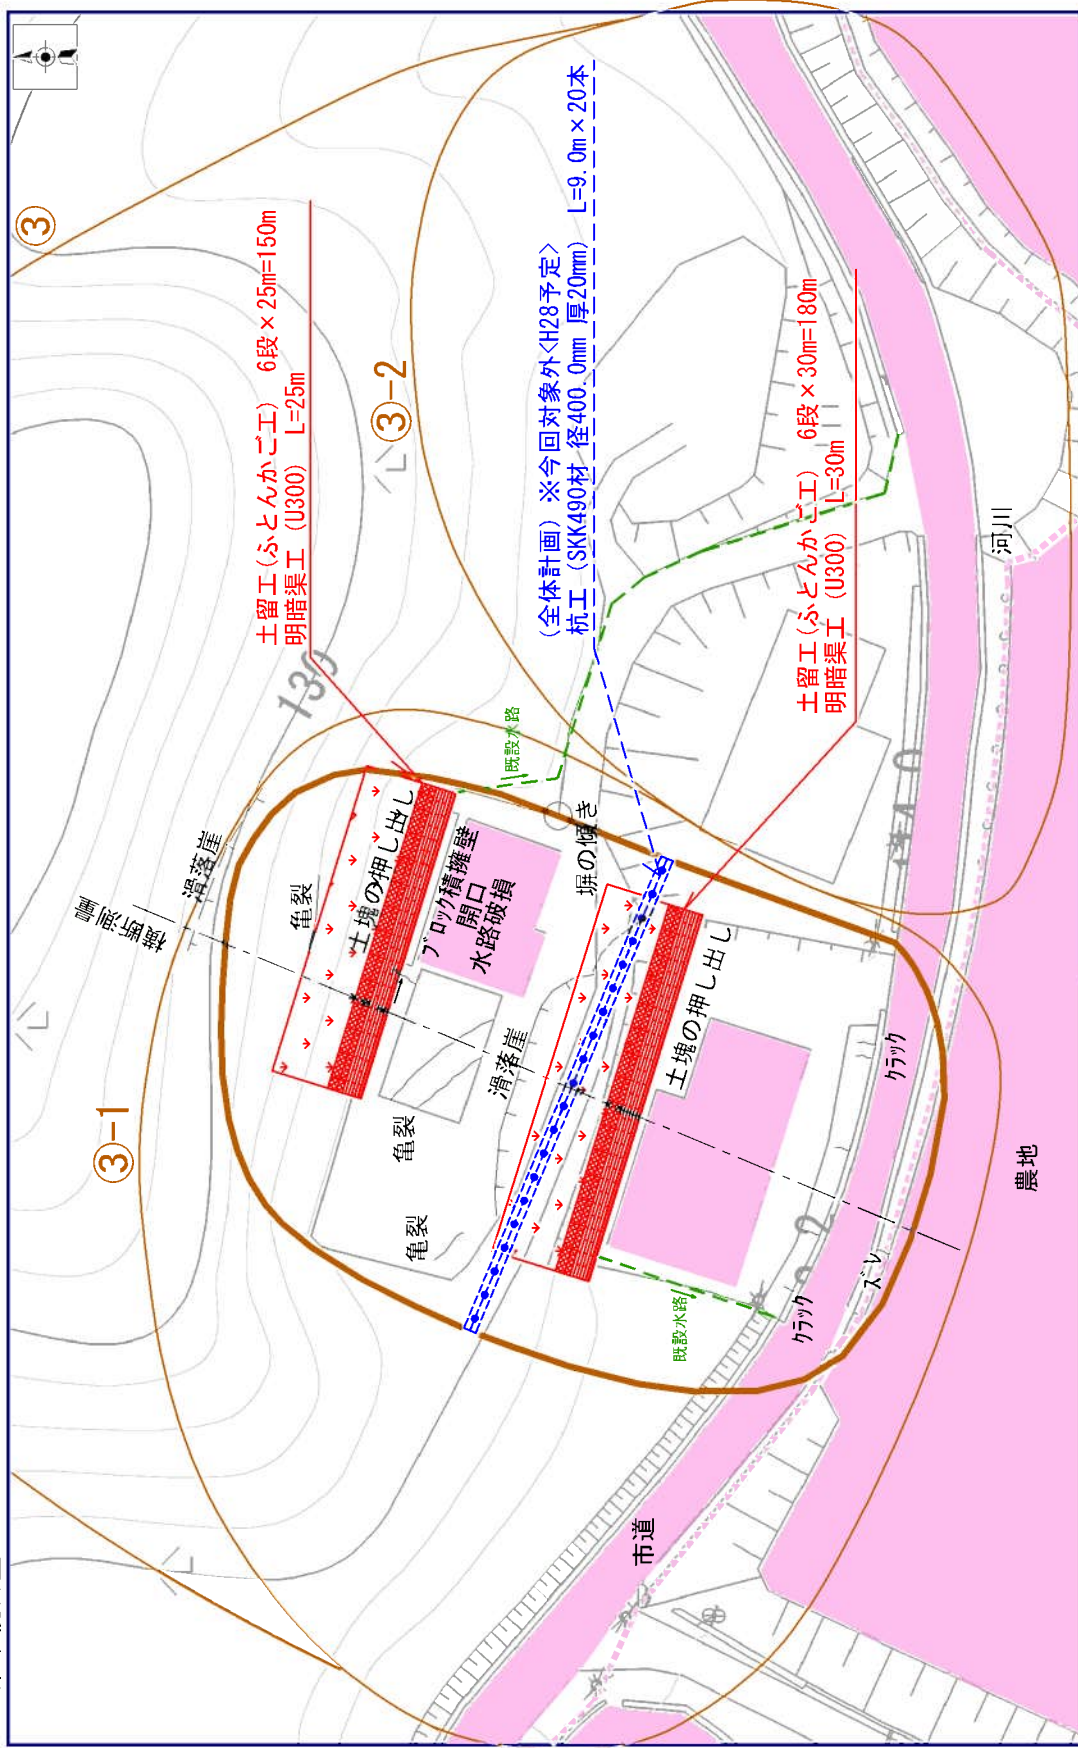 ③
③-1
③-2
土留工(ふとんかご工) 6段×25m=150m
明暗渠工 (U300) L=25m
(全体計画) ※今回対象外<H28予定>
杭工 (SKK490材 径400.0mm 厚20mm) L=9.0m×20本
土留工(ふとんかご工) 6段×30m=180m
明暗渠工 (U300) L=30m
130
横断測量
滑落崖
亀裂
土塊の押し出し
ブロック積擁壁
開口
水路破損
既設水路
塀の傾き
滑落崖
亀裂
亀裂
土塊の押し出し
既設水路
クラック
クラック
ズレ
市道
農地
河川